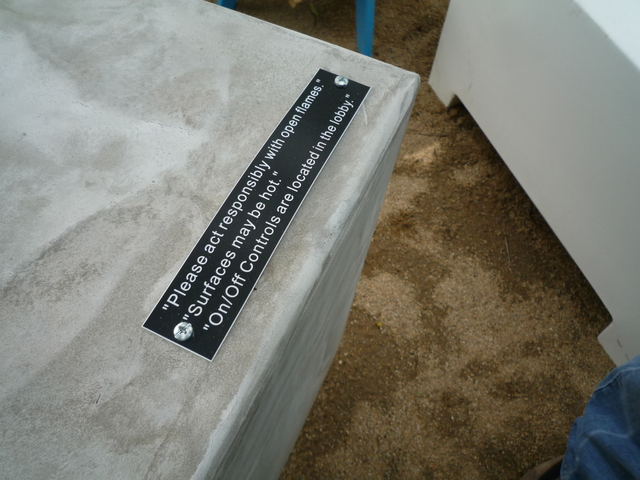 "Please act responsibly with open flames."
"Surfaces may be hot."
"On/Off Controls are located in the lobby."